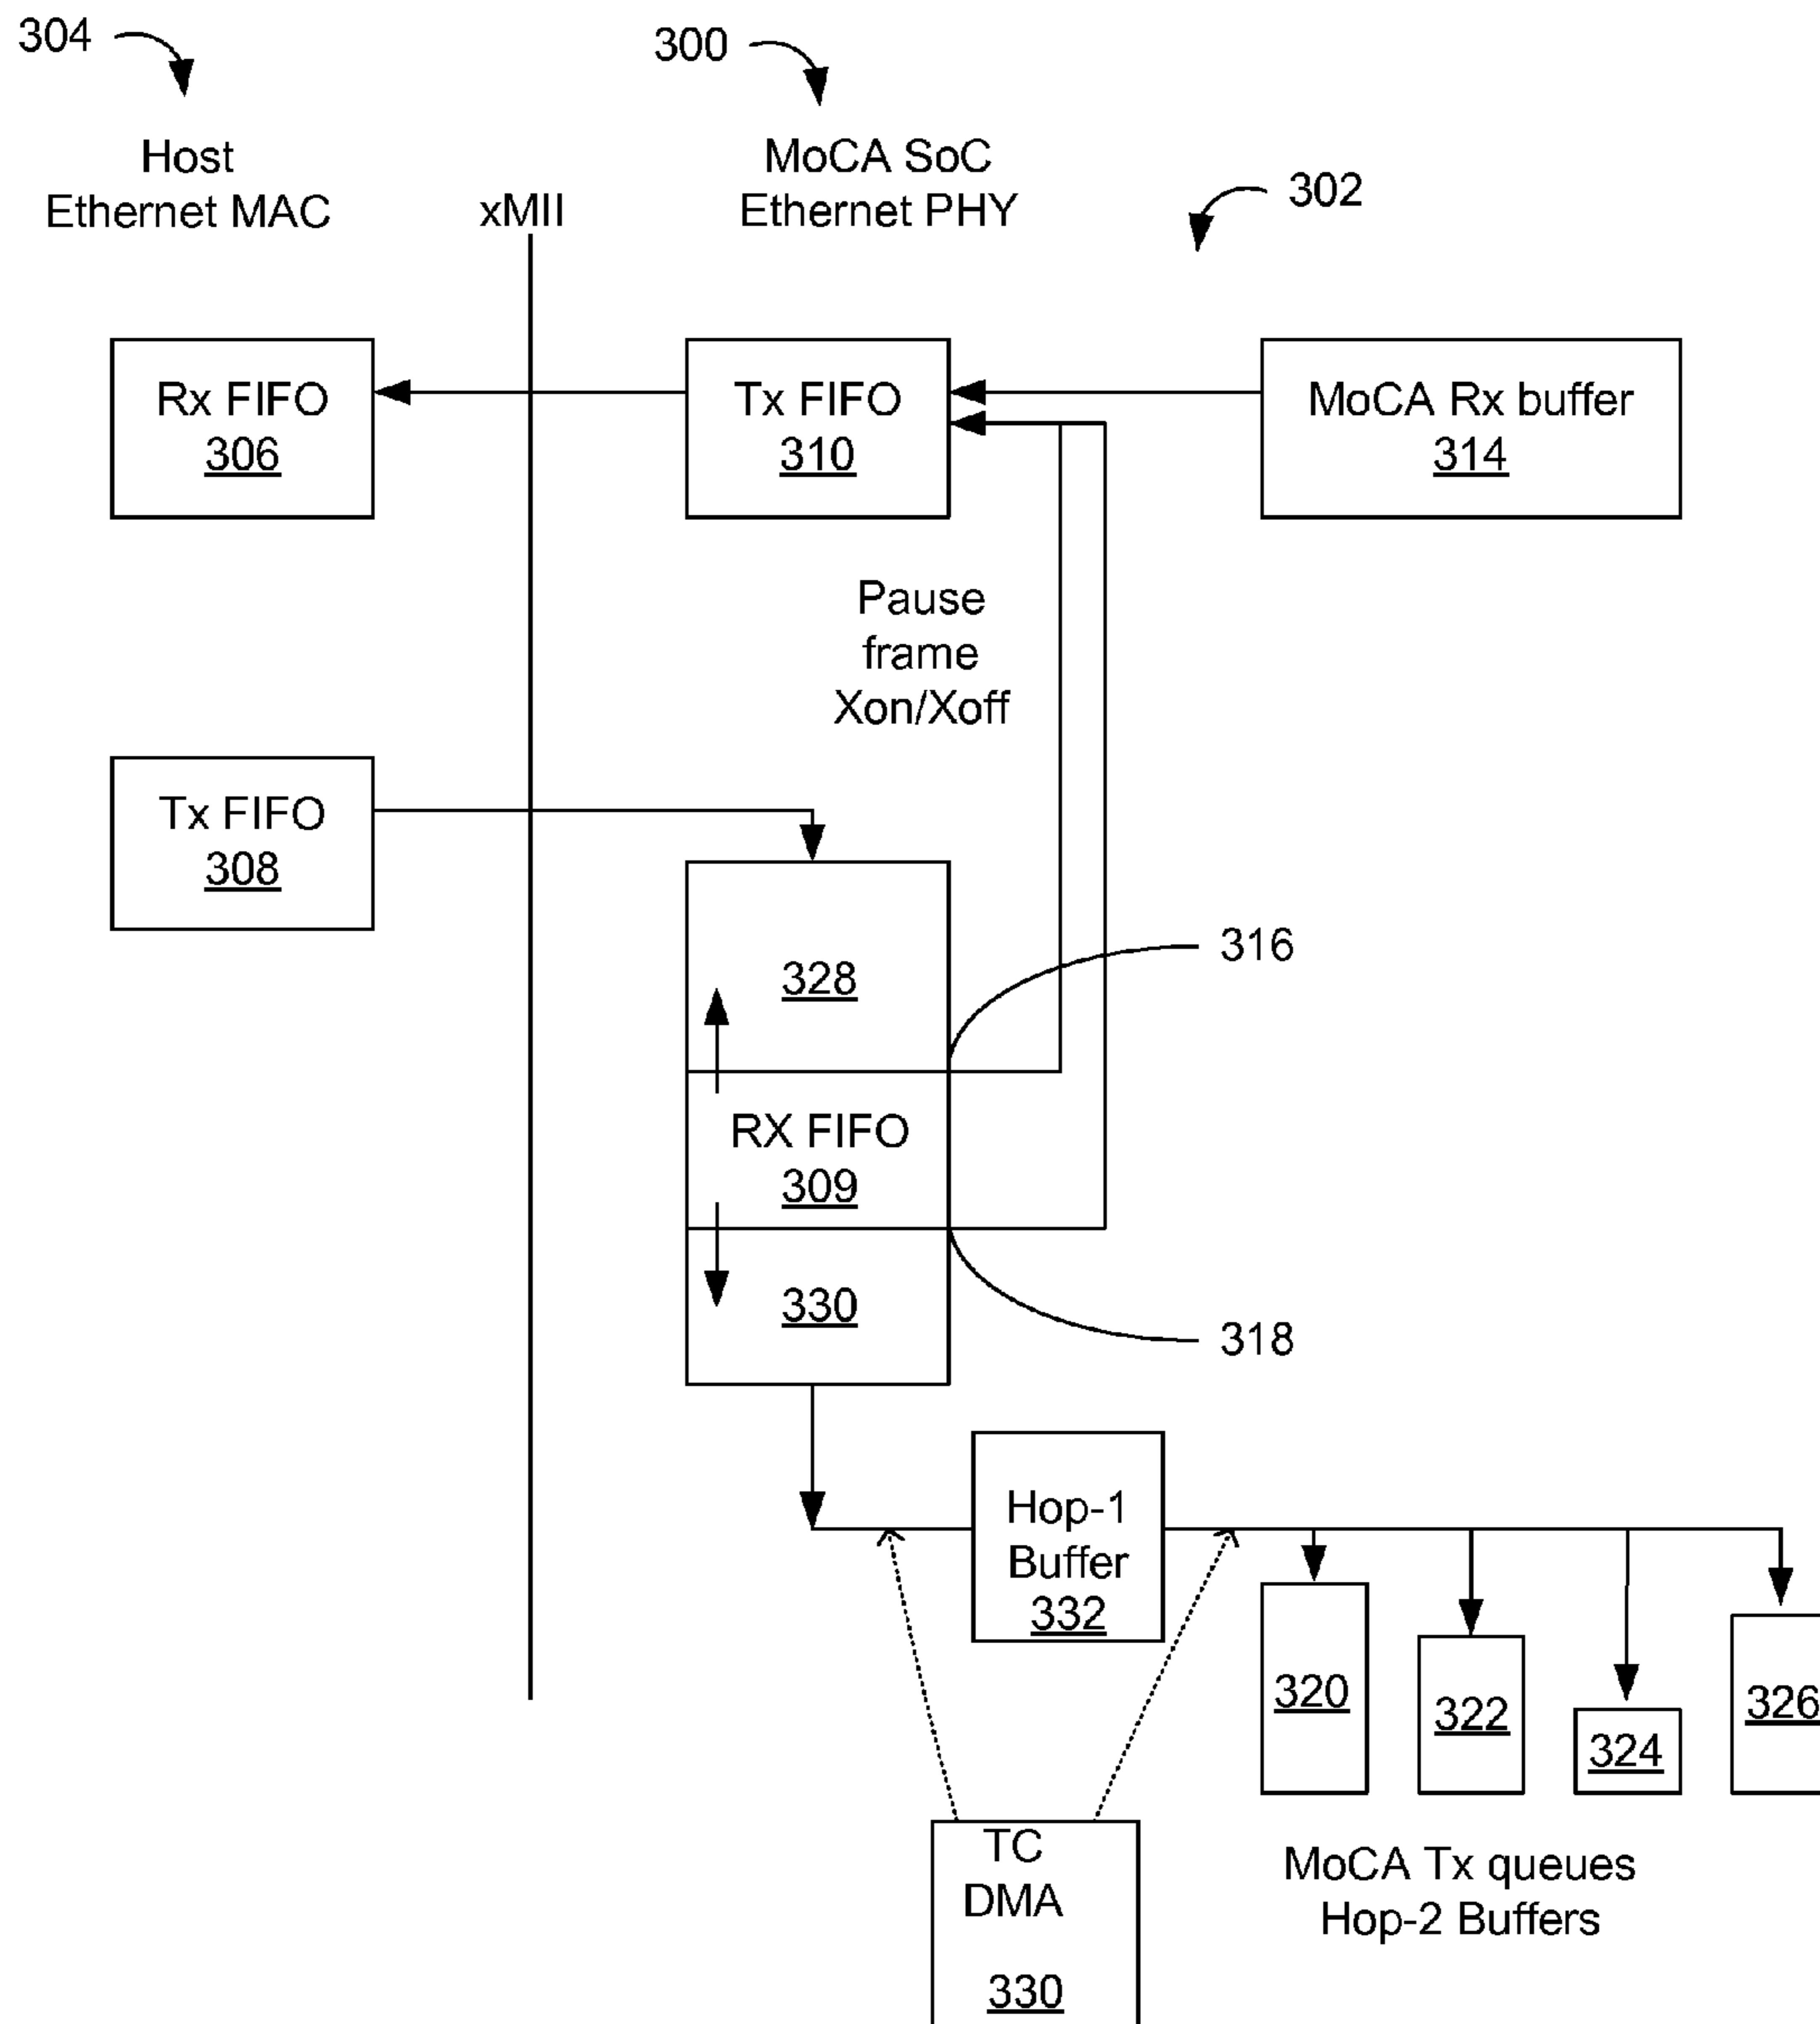 304
300
Host
Ethernet MAC
xMII
MoCA SoC
Ethernet PHY
302
Rx FIFO
306
Tx FIFO
310
MoCA Rx buffer
314
Pause
frame
Xon/Xoff
Tx FIFO
308
328
316
RX FIFO
309
330
318
Hop-1
Buffer
332
320
322
324
326
TC
DMA
330
MoCA Tx queues
Hop-2 Buffers